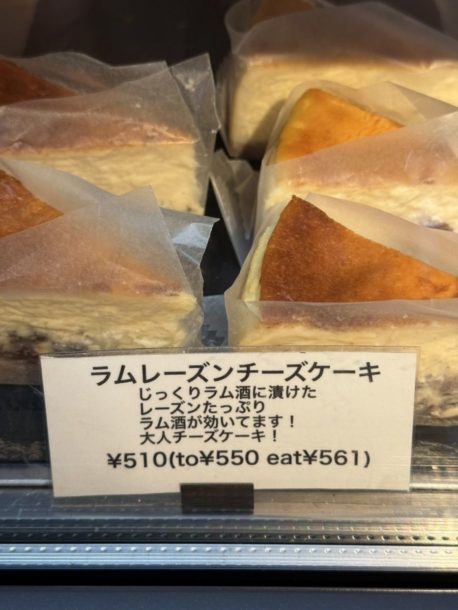 ラムレーズンチーズケーキ
じっくりラム酒に漬けた
レーズンたっぷり
ラム酒が効いてます！
大人チーズケーキ！
¥510(to¥550 eat¥561)